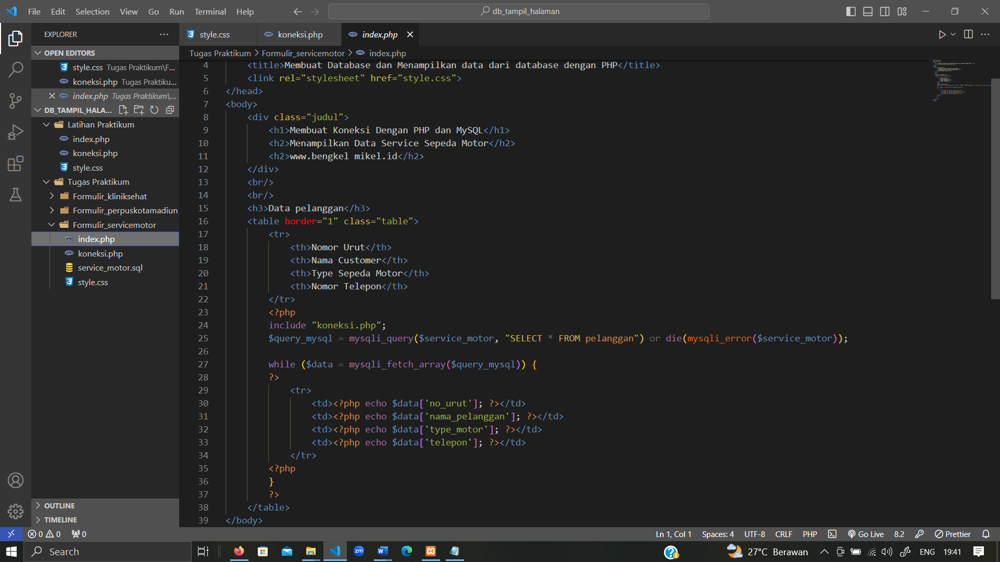 File Edit Selection View Go Run Terminal Help
db_tampil_halaman
EXPLORER
OPEN EDITORS
style.css Tugas Praktikum\F...
koneksi.php Tugas Praktiku...
index.php Tugas Praktikum\...
DB_TAMPIL_HALA...
Latihan Praktikum
index.php
koneksi.php
style.css
Tugas Praktikum
Formulir_kliniksehat
Formulir_perpuskotamadiun
Formulir_servicemotor
index.php
koneksi.php
service_motor.sql
style.css
OUTLINE
TIMELINE
style.css koneksi.php index.php
Tugas Praktikum > Formulir_servicemotor > index.php
4 <title>Membuat Database dan Menampilkan data dari database dengan PHP</title>
5 <link rel="stylesheet" href="style.css">
6 </head>
7 <body>
8 <div class="judul">
9 <h1>Membuat Koneksi Dengan PHP dan MySQL</h1>
10 <h2>Menampilkan Data Service Sepeda Motor</h2>
11 <h2>www.bengkel mikel.id</h2>
12 </div>
13 <br/>
14 <br/>
15 <h3>Data pelanggan</h3>
16 <table border="1" class="table">
17 <tr>
18 <th>Nomor Urut</th>
19 <th>Nama Customer</th>
20 <th>Type Sepeda Motor</th>
21 <th>Nomor Telepon</th>
22 </tr>
23 <?php
24 include "koneksi.php";
25 $query_mysql = mysqli_query($service_motor, "SELECT * FROM pelanggan") or die(mysqli_error($service_motor));
26
27 while ($data = mysqli_fetch_array($query_mysql)) {
28 ?>
29 <tr>
30 <td><?php echo $data['no_urut']; ?></td>
31 <td><?php echo $data['nama_pelanggan']; ?></td>
32 <td><?php echo $data['type_motor']; ?></td>
33 <td><?php echo $data['telepon']; ?></td>
34 </tr>
35 <?php
36 }
37 ?>
38 </table>
39 </body>
0 0 0
Ln 1, Col 1 Spaces: 4 UTF-8 CRLF PHP Go Live 8.2 Prettier
Search
27°C Berawan ENG 19:41